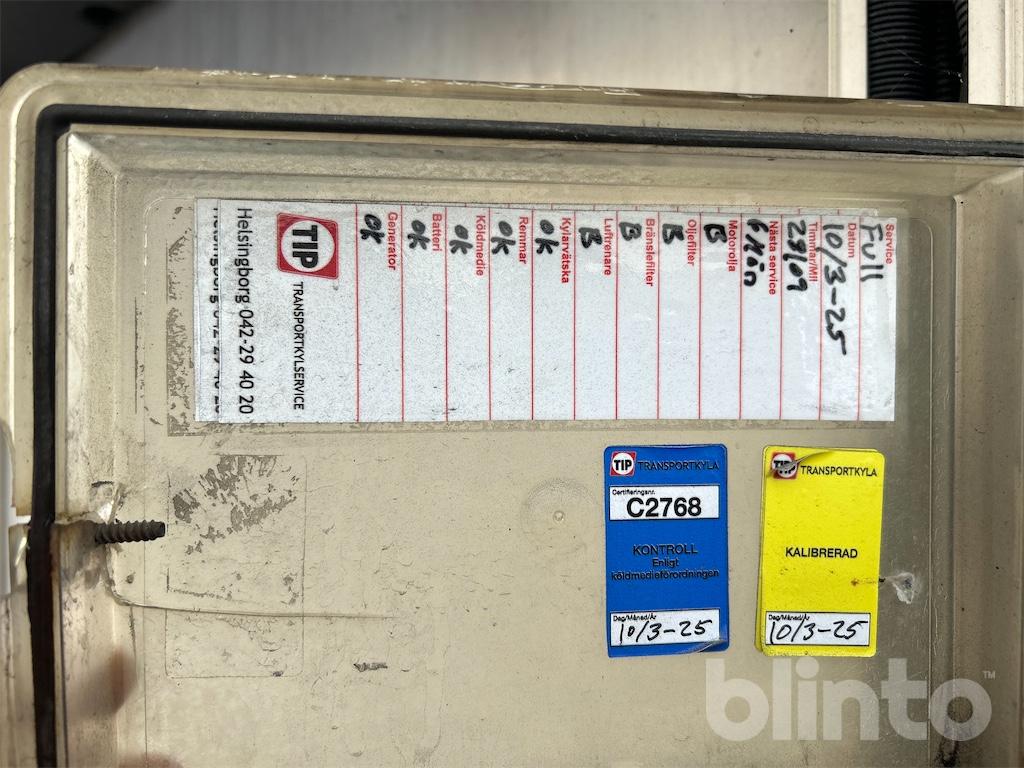 Service
Full
Datum
10/3-25
Timmar/Mil
Nästa service
6 Mån
Motorolja
B
Oljefilter
B
Bränslefilter
B
Luftrenare
B
Kylarvätska
ok
Remmar
ok
Köldmedie
ok
Batteri
ok
Generator
ok
TIP
TRANSPORTKYLSERVICE
Helsingborg 042-29 40 20
TIP TRANSPORTKYLA
Certifieringsnr.
C2768
KONTROLL
Enligt
köldmedieförordningen
Dag/Månad/År
10/3-25
TIP TRANSPORTKYLA
KALIBRERAD
Dag/Månad/År
10/3-25
blinto™